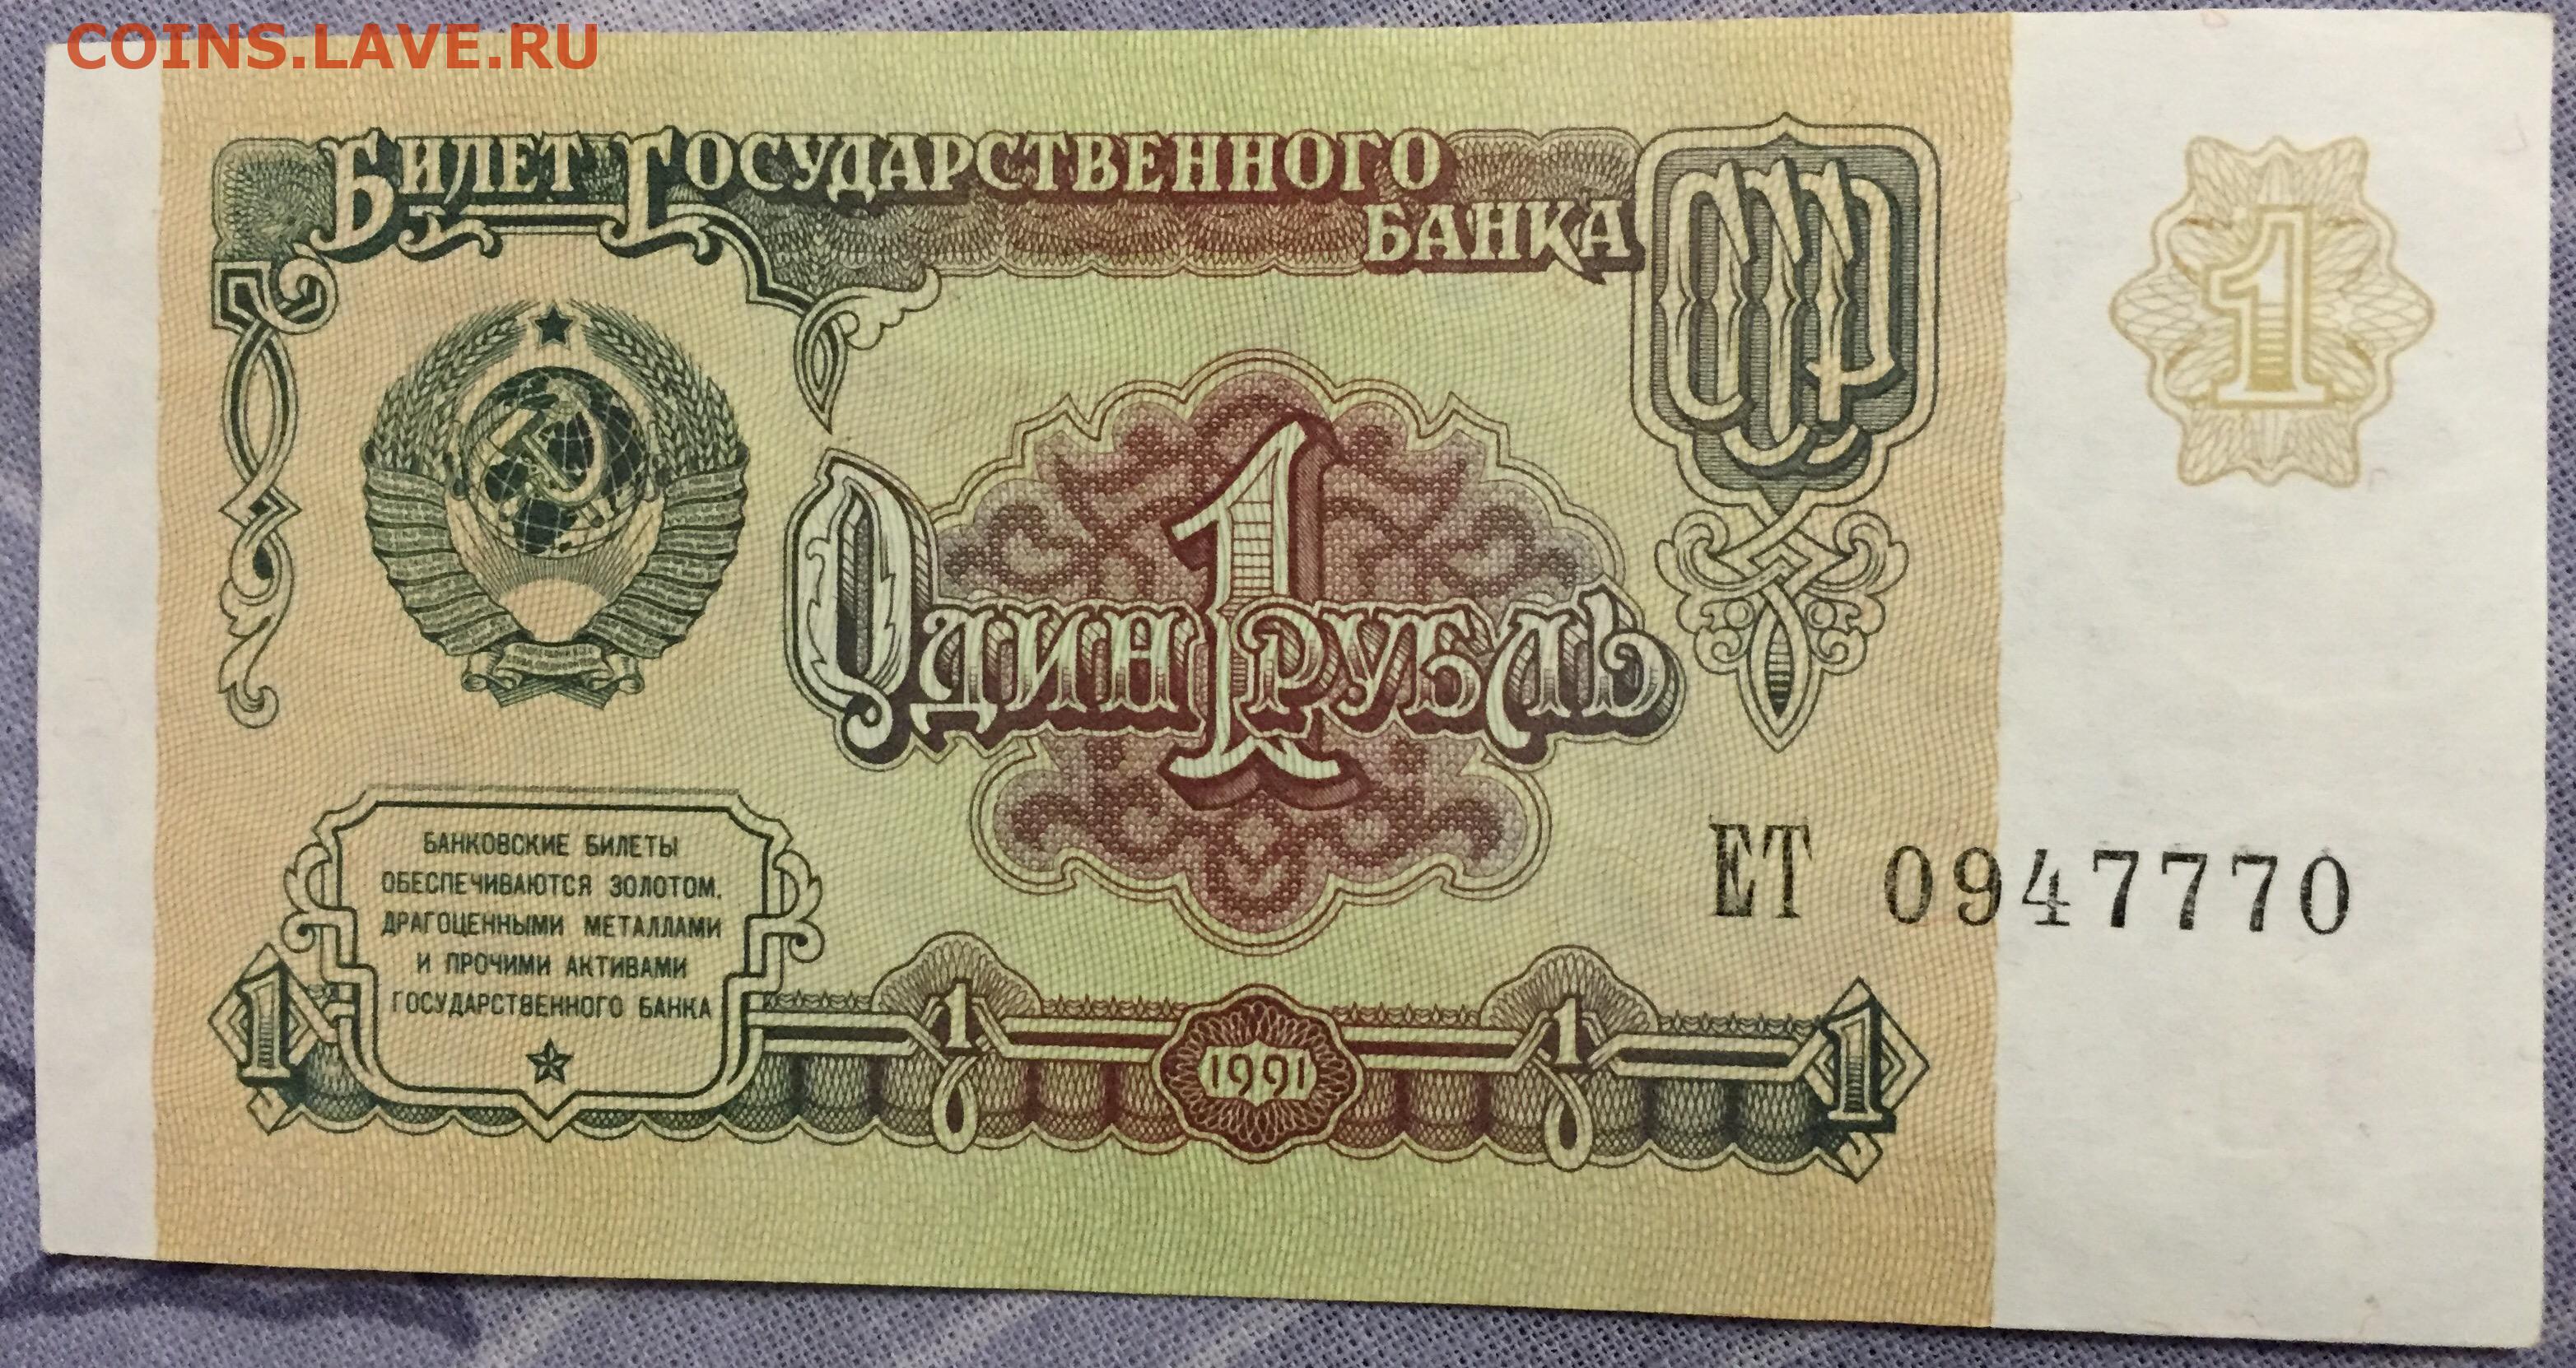 COINS.LAVE.RU
БИЛЕТ ГОСУДАРСТВЕННОГО
БАНКА
СССР
1
1
ОДИН РУБЛЬ
БАНКОВСКИЕ БИЛЕТЫ
ОБЕСПЕЧИВАЮТСЯ ЗОЛОТОМ,
ДРАГОЦЕННЫМИ МЕТАЛЛАМИ
И ПРОЧИМИ АКТИВАМИ
ГОСУДАРСТВЕННОГО БАНКА
ЕТ 0947770
1 1 1991 1 1